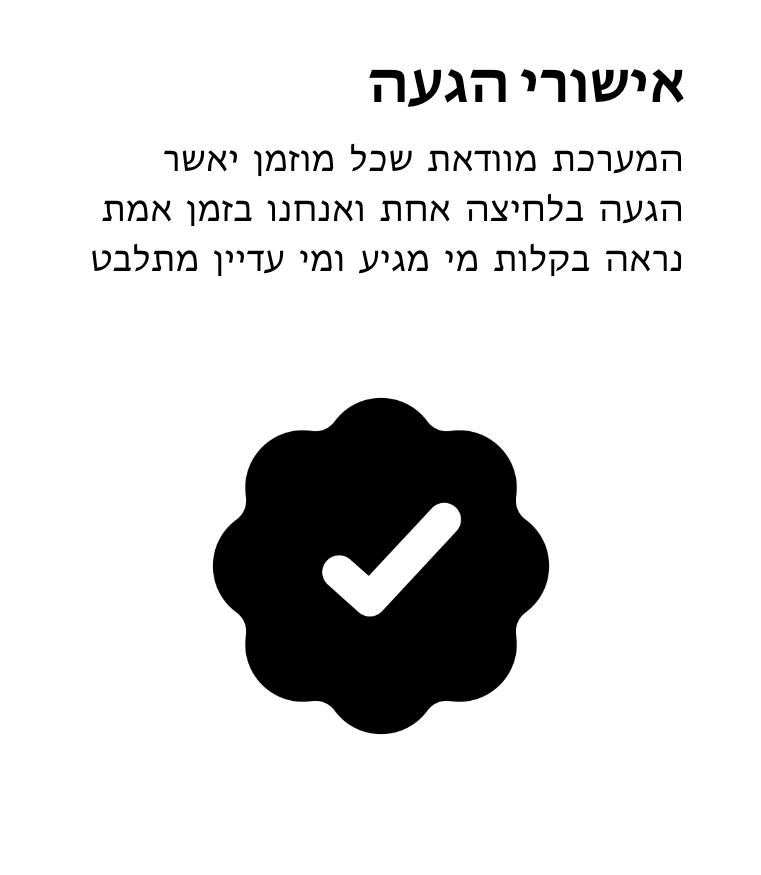 אישורי הגעה
המערכת מוודאת שכל מוזמן יאשר
הגעה בלחיצה אחת ואנחנו בזמן אמת
נראה בקלות מי מגיע ומי עדיין מתלבט